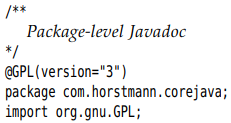 /**
Package-level Javadoc
*/
@GPL(version="3")
package com.horstmann.corejava;
import org.gnu.GPL;